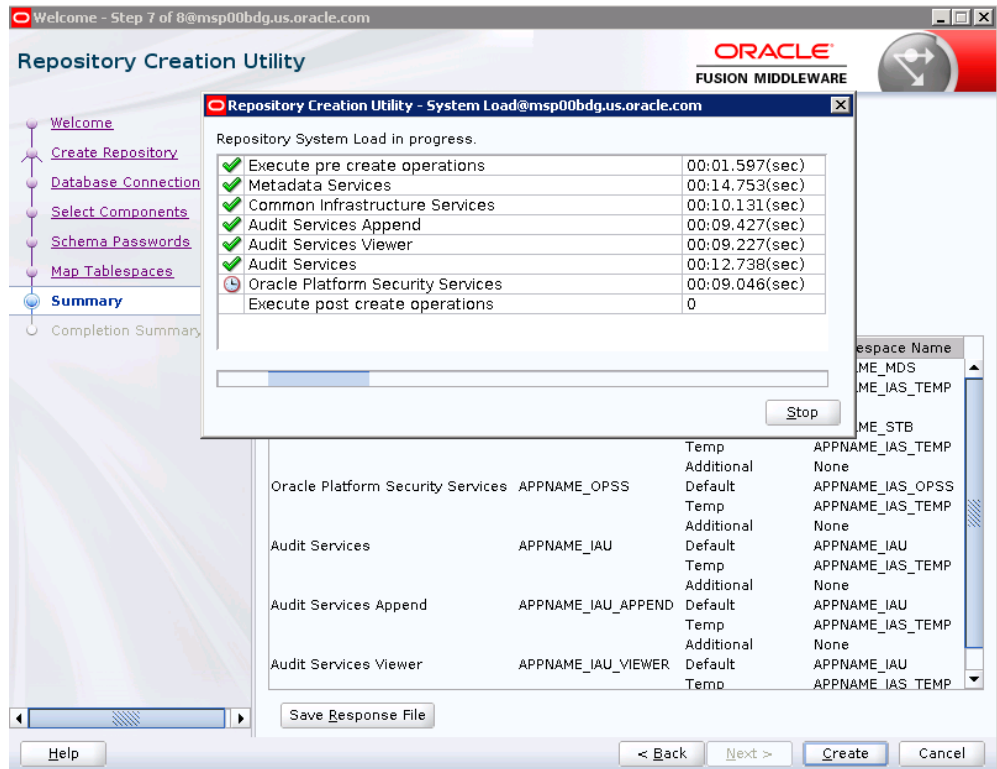 Welcome - Step 7 of 8@msp00bdg.us.oracle.com
Repository Creation Utility
ORACLE
FUSION MIDDLEWARE
Welcome
Create Repository
Database Connection
Select Components
Schema Passwords
Map Tablespaces
Summary
Completion Summary
Repository Creation Utility - System Load@msp00bdg.us.oracle.com
Repository System Load in progress.
Execute pre create operations 00:01.597(sec)
Metadata Services 00:14.753(sec)
Common Infrastructure Services 00:10.131(sec)
Audit Services Append 00:09.427(sec)
Audit Services Viewer 00:09.227(sec)
Audit Services 00:12.738(sec)
Oracle Platform Security Services 00:09.046(sec)
Execute post create operations 0
Stop
espace Name
ME_MDS
ME_IAS_TEMP
ME_STB
Temp APPNAME_IAS_TEMP
Additional None
Oracle Platform Security Services APPNAME_OPSS Default APPNAME_IAS_OPSS
Temp APPNAME_IAS_TEMP
Additional None
Audit Services APPNAME_IAU Default APPNAME_IAU
Temp APPNAME_IAS_TEMP
Additional None
Audit Services Append APPNAME_IAU_APPEND Default APPNAME_IAU
Temp APPNAME_IAS_TEMP
Additional None
Audit Services Viewer APPNAME_IAU_VIEWER Default APPNAME_IAU
Temp APPNAME_IAS_TEMP
Save Response File
Help
< Back
Next >
Create
Cancel